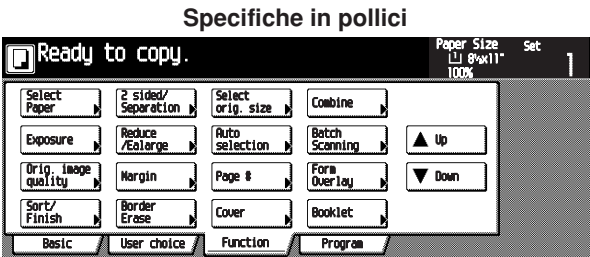 Specifiche in pollici
Ready to copy.
Paper Size
8½x11"
100%
Set
1
Select
Paper
2 sided/
Separation
Select
orig. size
Combine
Exposure
Reduce
/Ealarge
Auto
selection
Batch
Scanning
▲ Up
Orig. image
quality
Margin
Page #
Form
Overlay
▼ Down
Sort/
Finish
Border
Erase
Cover
Booklet
Basic
User choice
Function
Program